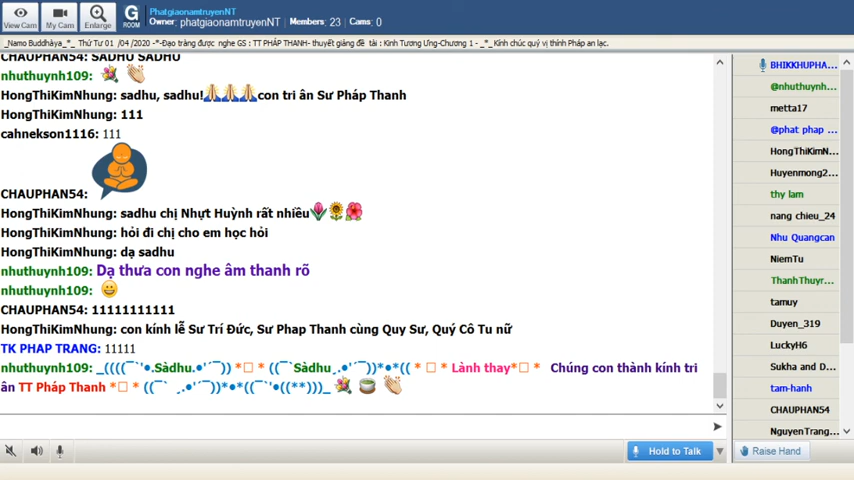 PhatgiaonamtruyenNT
Owner: phatgiaonamtruyenNT | Members: 23 | Cams: 0
View Cam
My Cam
Enlarge
G
ROOM
_Namo Buddhàya_*_ Thứ Tư 01 /04 /2020 -*-Đạo tràng được nghe GS : TT PHÁP THANH- thuyết giảng đề tài : Kinh Tương Ưng-Chương 1 - _*_Kính chúc quý vị thính Pháp an lạc.
CHAUPHAN54: SADHU SADHU
nhuthuynh109:
HongThiKimNhung: sadhu, sadhu! con tri ân Sư Pháp Thanh
HongThiKimNhung: 111
cahnekson1116: 111
CHAUPHAN54:
HongThiKimNhung: sadhu chị Nhựt Huỳnh rất nhiều
HongThiKimNhung: hỏi đi chị cho em học hỏi
HongThiKimNhung: dạ sadhu
nhuthuynh109: Dạ thưa con nghe âm thanh rõ
nhuthuynh109:
CHAUPHAN54: 11111111111
HongThiKimNhung: con kính lễ Sư Trí Đức, Sư Phap Thanh cùng Quy Sư, Quý Cô Tu nữ
TK PHAP TRANG: 11111
nhuthuynh109: _((((¯`'•.Sàdhu.•'´¯)) *□ * ((¯`Sàdhu¸.•'´¯))*•*(( * □ * Lành thay*□ * Chúng con thành kính tri
ân TT Pháp Thanh *□ * ((¯` ¸.•'´¯))*•*((¯`•((**)))_
Hold to Talk
BHIKKHUPHA...
@nhuthuynh...
metta17
@phat phap ...
HongThiKimN...
Huyenmong2...
thy lam
nang chieu_24
Nhu Quangcan
NiemTu
ThanhThuyr...
tamuy
Duyen_319
LuckyH6
Sukha and D...
tam-hanh
CHAUPHAN54
NguyenTrang...
Raise Hand